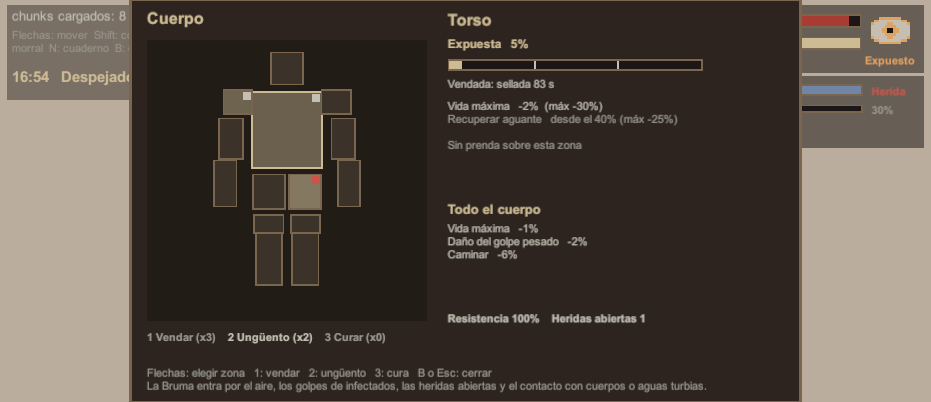 chunks cargados: 8
Flechas: mover Shift: co
morral N: cuaderno B:
16:54 Despejado
Cuerpo
1 Vendar (x3) 2 Ungüento (x2) 3 Curar (x0)
Torso
Expuesta 5%
Vendada: sellada 83 s
Vida máxima -2% (máx -30%)
Recuperar aguante desde el 40% (máx -25%)
Sin prenda sobre esta zona
Todo el cuerpo
Vida máxima -1%
Daño del golpe pesado -2%
Caminar -6%
Resistencia 100% Heridas abiertas 1
Flechas: elegir zona 1: vendar 2: ungüento 3: cura B o Esc: cerrar
La Bruma entra por el aire, los golpes de infectados, las heridas abiertas y el contacto con cuerpos o aguas turbias.
Expuesto
Herida
30%